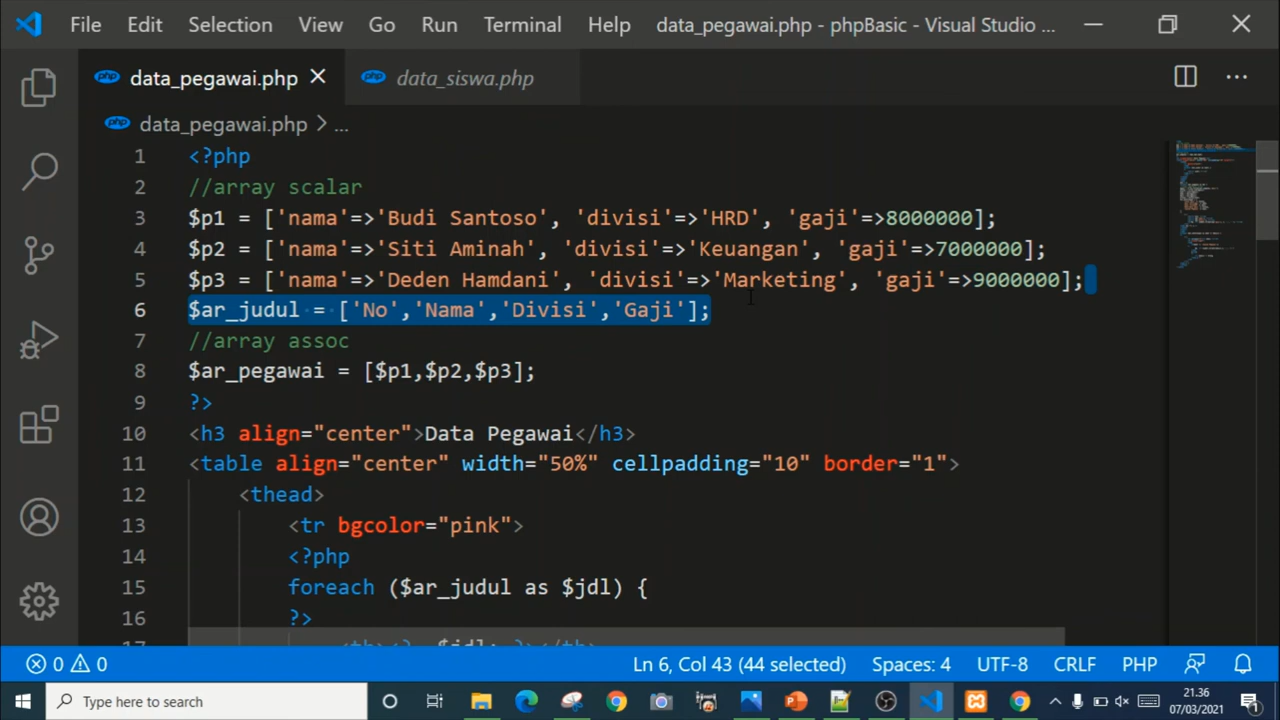 File Edit Selection View Go Run Terminal Help data_pegawai.php - phpBasic - Visual Studio ...
data_pegawai.php data_siswa.php
data_pegawai.php > ...
1 <?php
2 //array scalar
3 $p1 = ['nama'=>'Budi Santoso', 'divisi'=>'HRD', 'gaji'=>8000000];
4 $p2 = ['nama'=>'Siti Aminah', 'divisi'=>'Keuangan', 'gaji'=>7000000];
5 $p3 = ['nama'=>'Deden Hamdani', 'divisi'=>'Marketing', 'gaji'=>9000000];
6 $ar_judul = ['No','Nama','Divisi','Gaji'];
7 //array assoc
8 $ar_pegawai = [$p1,$p2,$p3];
9 ?>
10 <h3 align="center">Data Pegawai</h3>
11 <table align="center" width="50%" cellpadding="10" border="1">
12 <thead>
13 <tr bgcolor="pink">
14 <?php
15 foreach ($ar_judul as $jdl) {
16 ?>
0 0 Ln 6, Col 43 (44 selected) Spaces: 4 UTF-8 CRLF PHP
Type here to search 21.36
07/03/2021